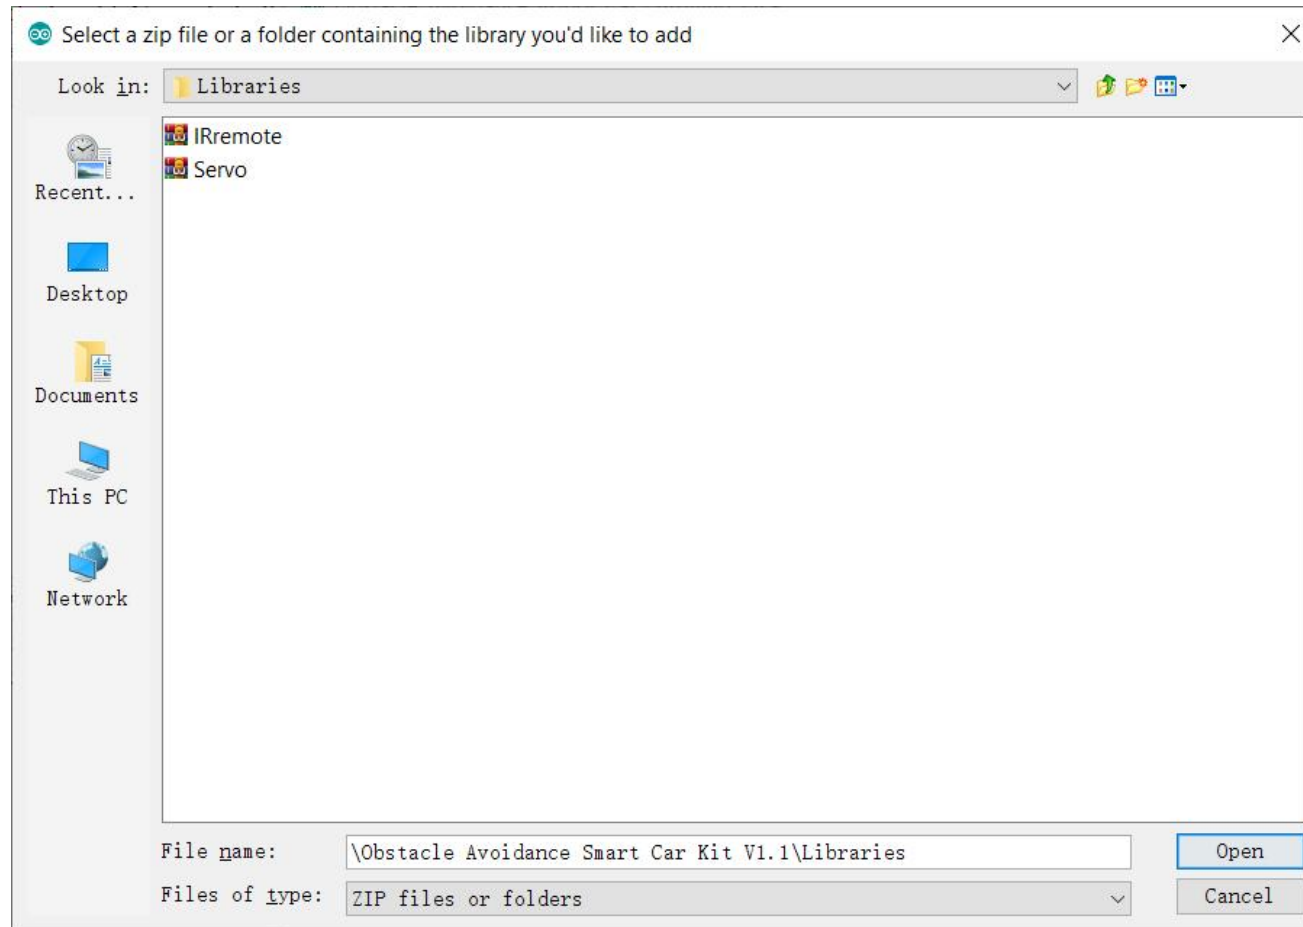 Select a zip file or a folder containing the library you'd like to add
Look in: Libraries
IRremote
Servo
Recent...
Desktop
Documents
This PC
Network
File name: \Obstacle Avoidance Smart Car Kit V1.1\Libraries Open
Files of type: ZIP files or folders Cancel